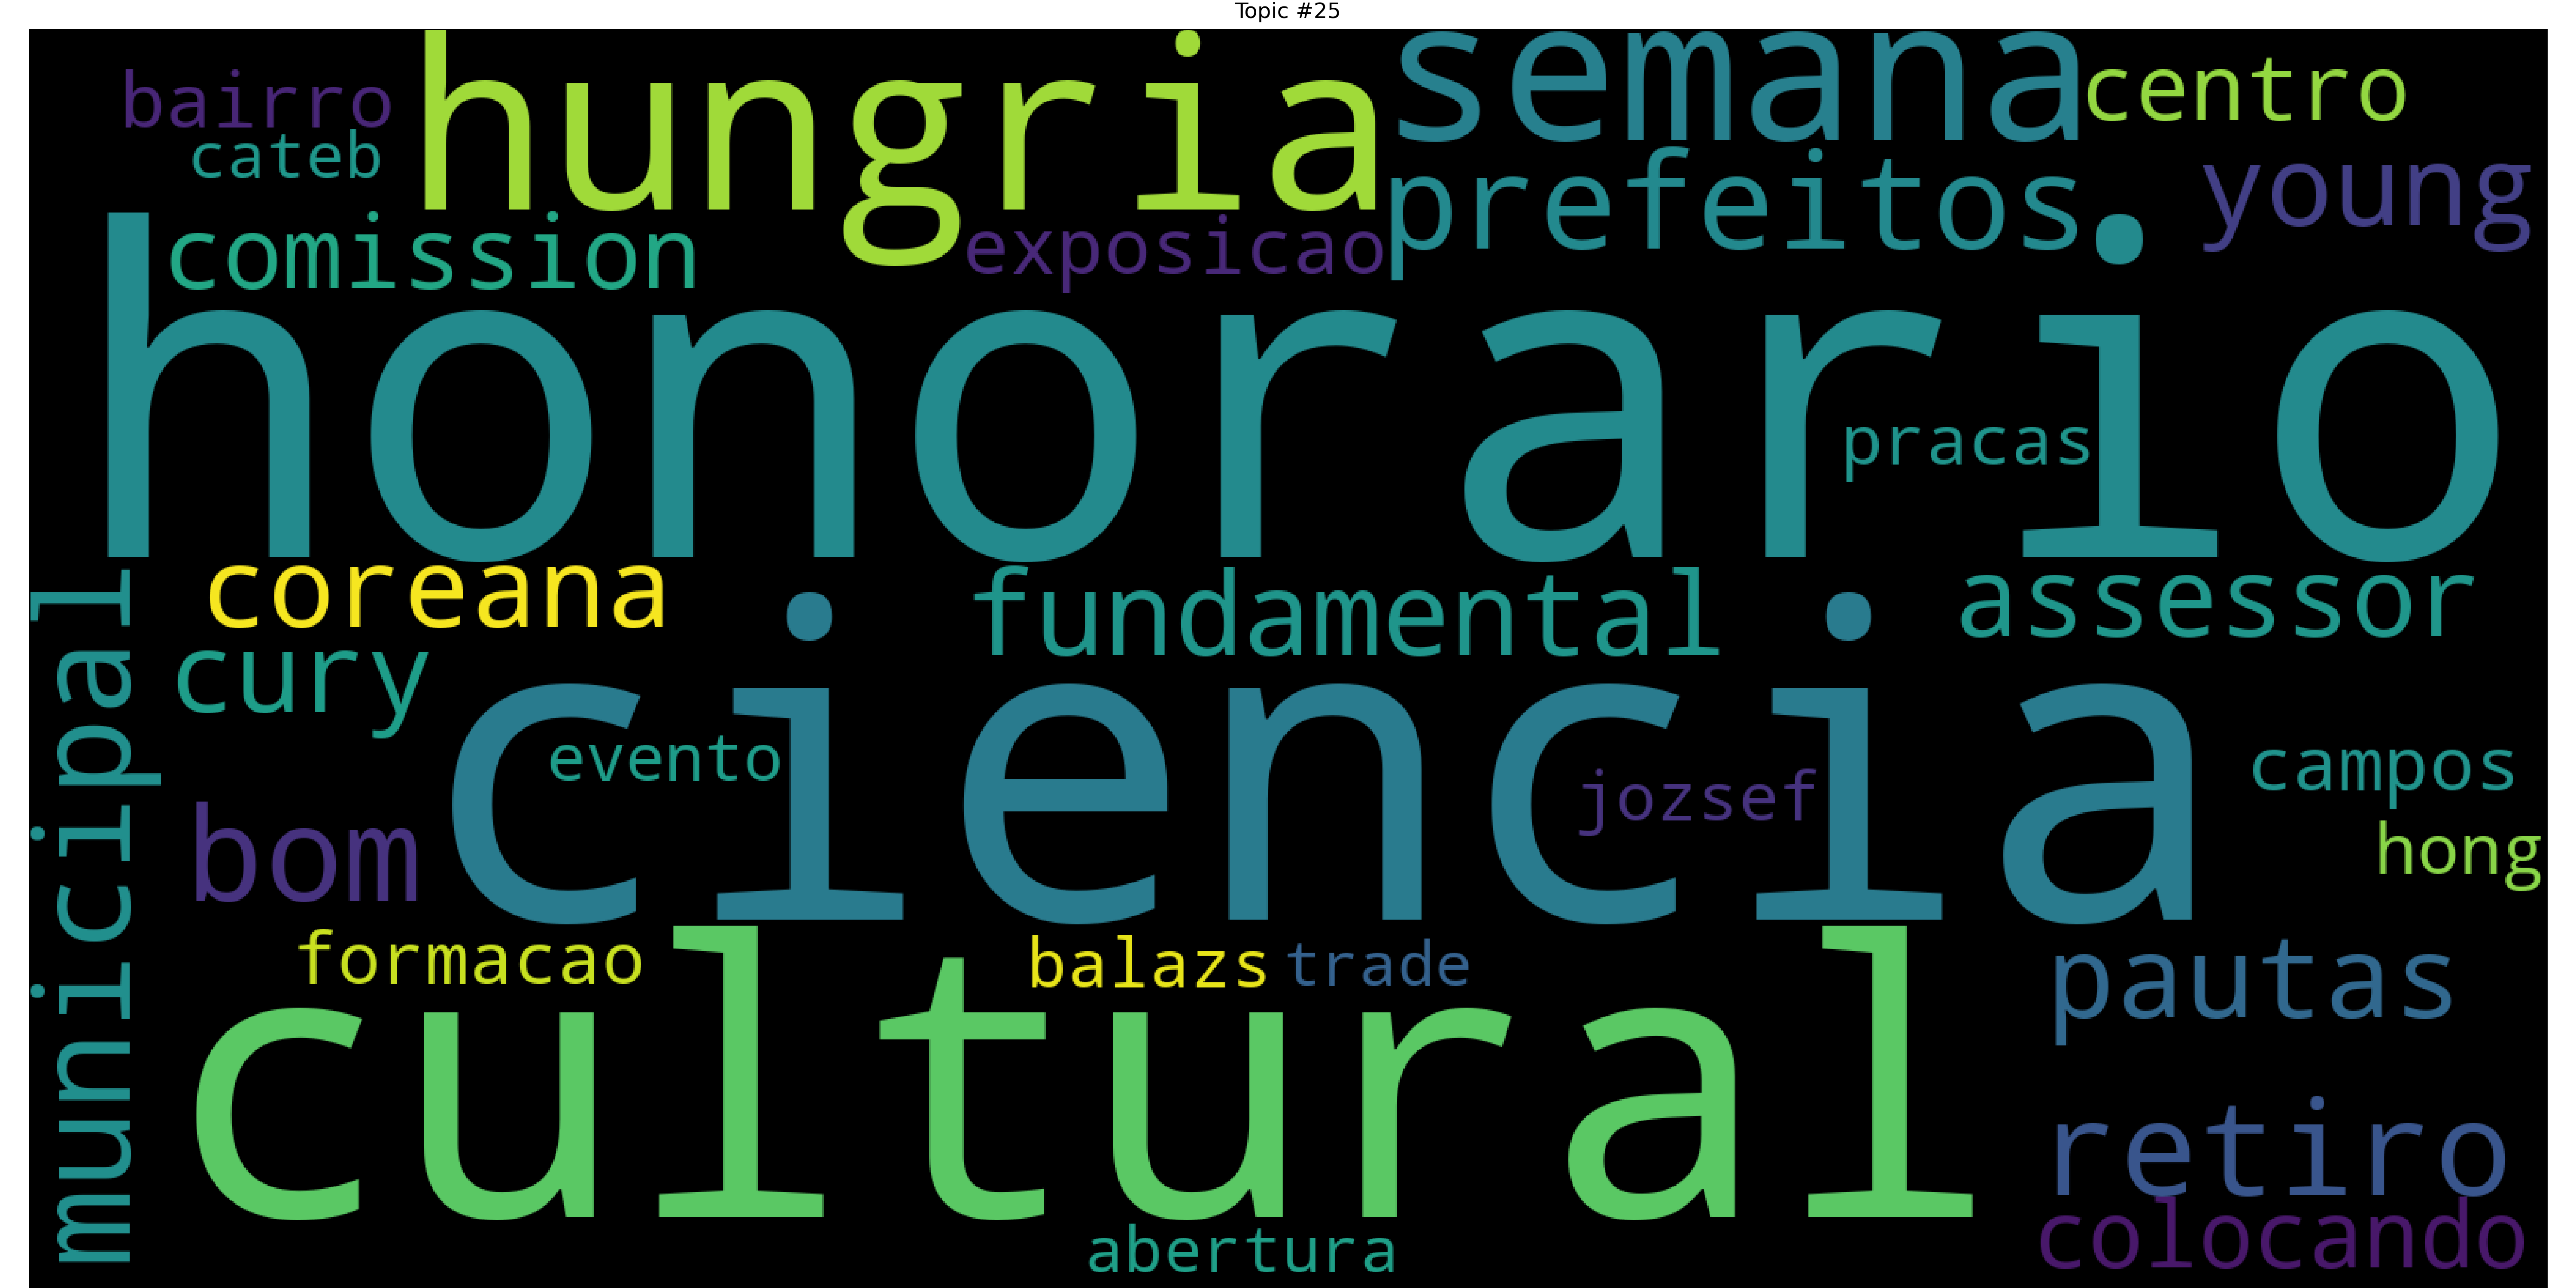 Topic #25
bairro
hungria
semana
centro
cateb
prefeitos
young
comission
exposicao
honorario
pracas
coreana
fundamental
assessor
cury
ciencia
evento
jozsef
campos
municipal
bom
hong
formacao
balazs
trade
pautas
cultural
retiro
colocando
abertura